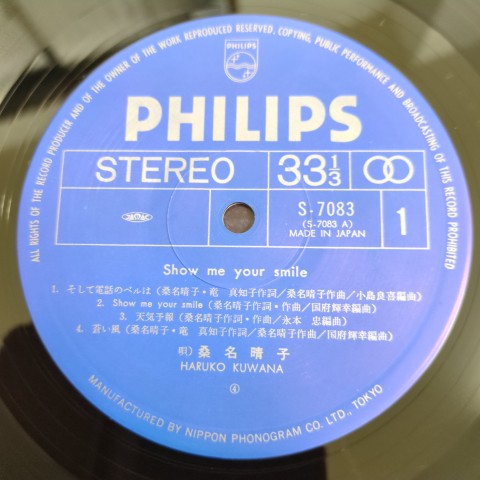 ALL RIGHTS OF THE RECORD PRODUCER AND OF THE OWNER OF THE WORK REPRODUCED RESERVED. COPYING, PUBLIC PERFORMANCE AND BROADCASTING OF THIS RECORD PROHIBITED
PHILIPS
PHILIPS
STEREO 33 1/3
S-7083
(S-7083 A)
MADE IN JAPAN
1
Show me your smile
1. そして電話のベルは (桑名晴子・竜 真知子作詞/桑名晴子作曲/小島良喜編曲)
2. Show me your smile (桑名晴子作詞・作曲/国府輝幸編曲)
3. 天気予報 (桑名晴子作詞・作曲/永本 忠編曲)
4. 蒼い風 (桑名晴子・竜 真知子作詞/桑名晴子作曲/国府輝幸編曲)
唄) 桑名晴子
HARUKO KUWANA
④
MANUFACTURED BY NIPPON PHONOGRAM CO. LTD., TOKYO